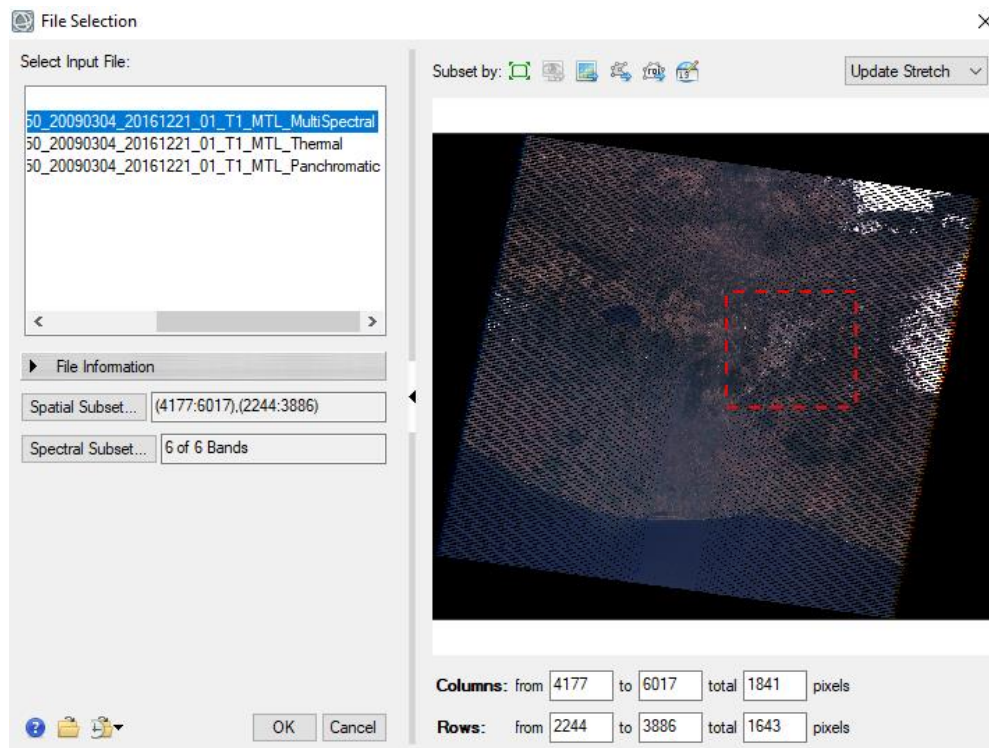 File Selection
Select Input File:
50_20090304_20161221_01_T1_MTL_MultiSpectral
50_20090304_20161221_01_T1_MTL_Thermal
50_20090304_20161221_01_T1_MTL_Panchromatic
File Information
Spatial Subset... (4177:6017),(2244:3886)
Spectral Subset... 6 of 6 Bands
OK Cancel
Subset by: Update Stretch
Columns: from 4177 to 6017 total 1841 pixels
Rows: from 2244 to 3886 total 1643 pixels